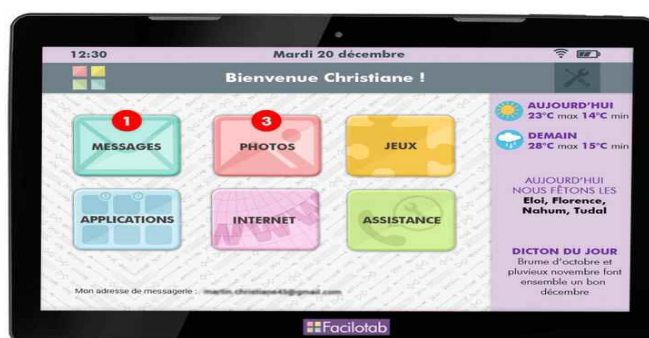 12:30
Mardi 20 décembre
Bienvenue Christiane !
1
MESSAGES
3
PHOTOS
JEUX
APPLICATIONS
INTERNET
ASSISTANCE
Mon adresse de messagerie :
AUJOURD'HUI
23°C max 14°C min
DEMAIN
28°C max 15°C min
AUJOURD'HUI
NOUS FÊTONS LES
Eloi, Florence,
Nahum, Tudal
DICTON DU JOUR
Brume d'octobre et
pluvieux novembre font
ensemble un bon
décembre
Facilotab